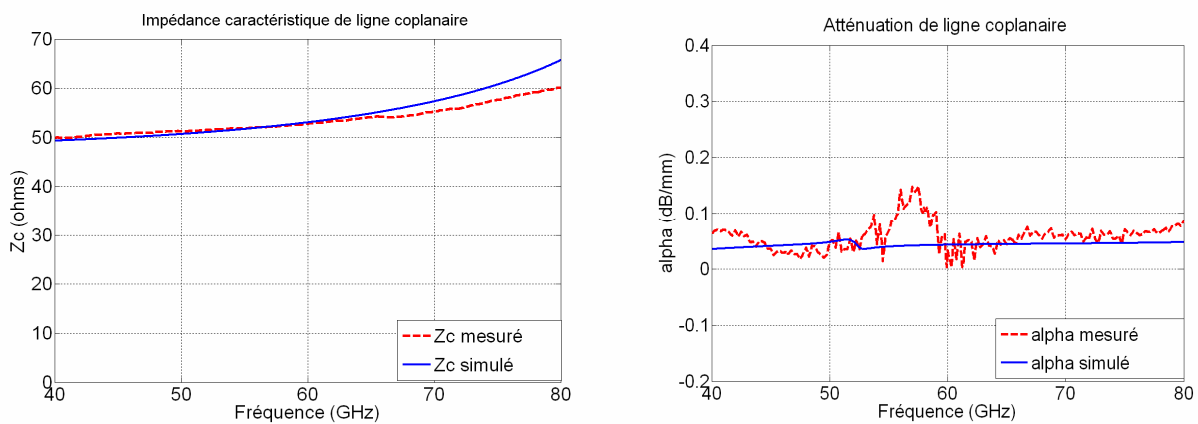 Impédance caractéristique de ligne coplanaire
70
60
50
40
30
20
10
0
Zc (ohms)
40
50
60
70
80
Fréquence (GHz)
Zc mesuré
Zc simulé
Atténuation de ligne coplanaire
0.4
0.3
0.2
0.1
0
-0.1
-0.2
alpha (dB/mm)
40
50
60
70
80
Fréquence (GHz)
alpha mesuré
alpha simulé